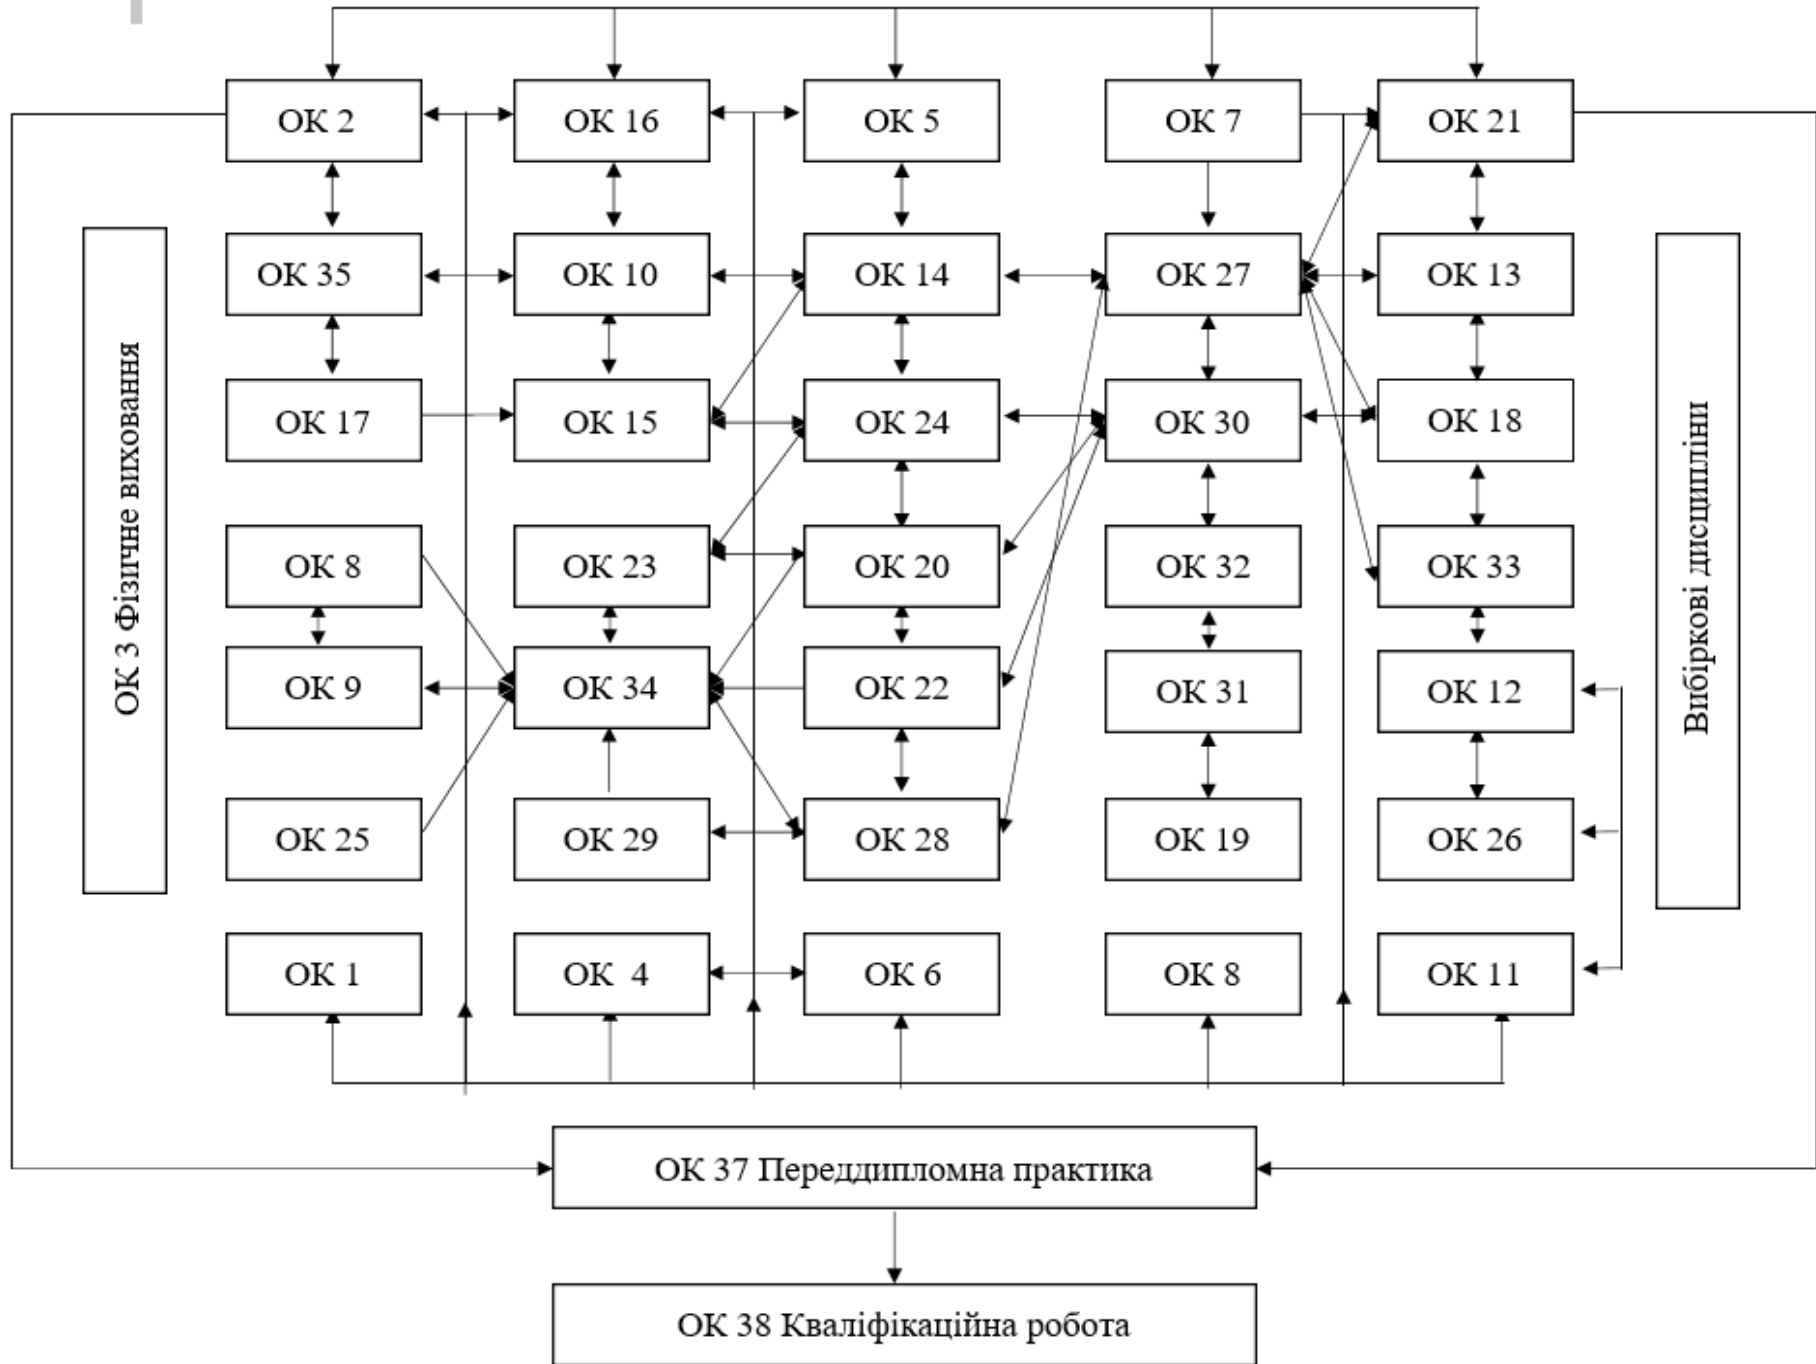 ОК 2
ОК 16
ОК 5
ОК 7
ОК 21
ОК 35
ОК 10
ОК 14
ОК 27
ОК 13
ОК 17
ОК 15
ОК 24
ОК 30
ОК 18
ОК 8
ОК 23
ОК 20
ОК 32
ОК 33
ОК 9
ОК 34
ОК 22
ОК 31
ОК 12
ОК 25
ОК 29
ОК 28
ОК 19
ОК 26
ОК 1
ОК 4
ОК 6
ОК 8
ОК 11
ОК 3 Фізичне виховання
Вибіркові дисципліни
ОК 37 Переддипломна практика
ОК 38 Кваліфікаційна робота